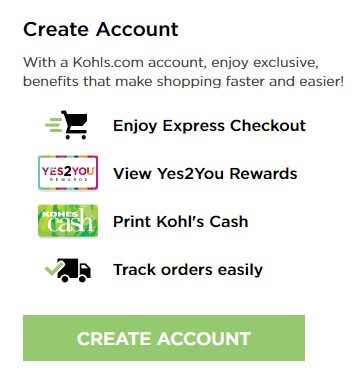 Create Account
With a Kohls.com account, enjoy exclusive,
benefits that make shopping faster and easier!
Enjoy Express Checkout
YES2YOU
REWARDS
View Yes2You Rewards
KOHL'S
cash
Print Kohl's Cash
Track orders easily
CREATE ACCOUNT